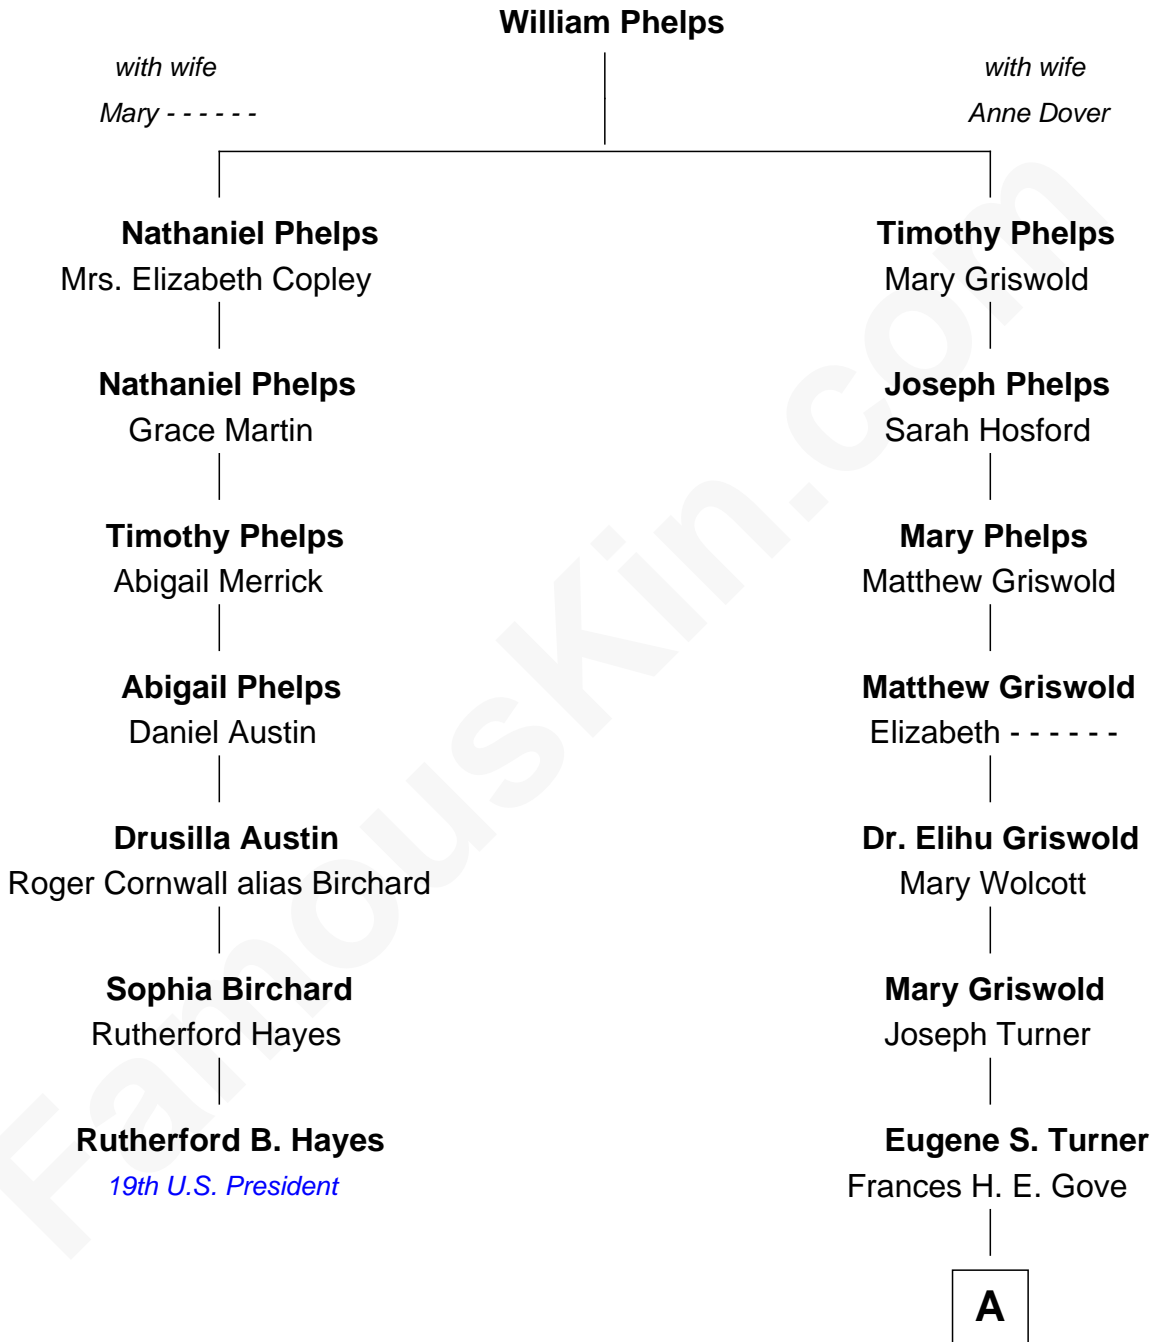 William Phelps
with wife
Mary - - - - - -
with wife
Anne Dover
Nathaniel Phelps
Mrs. Elizabeth Copley
Timothy Phelps
Mary Griswold
Nathaniel Phelps
Grace Martin
Joseph Phelps
Sarah Hosford
Timothy Phelps
Abigail Merrick
Mary Phelps
Matthew Griswold
Abigail Phelps
Daniel Austin
Matthew Griswold
Elizabeth - - - - - -
Drusilla Austin
Roger Cornwall alias Birchard
Dr. Elihu Griswold
Mary Wolcott
Sophia Birchard
Rutherford Hayes
Mary Griswold
Joseph Turner
Rutherford B. Hayes
19th U.S. President
Eugene S. Turner
Frances H. E. Gove
A
FamousKin.com